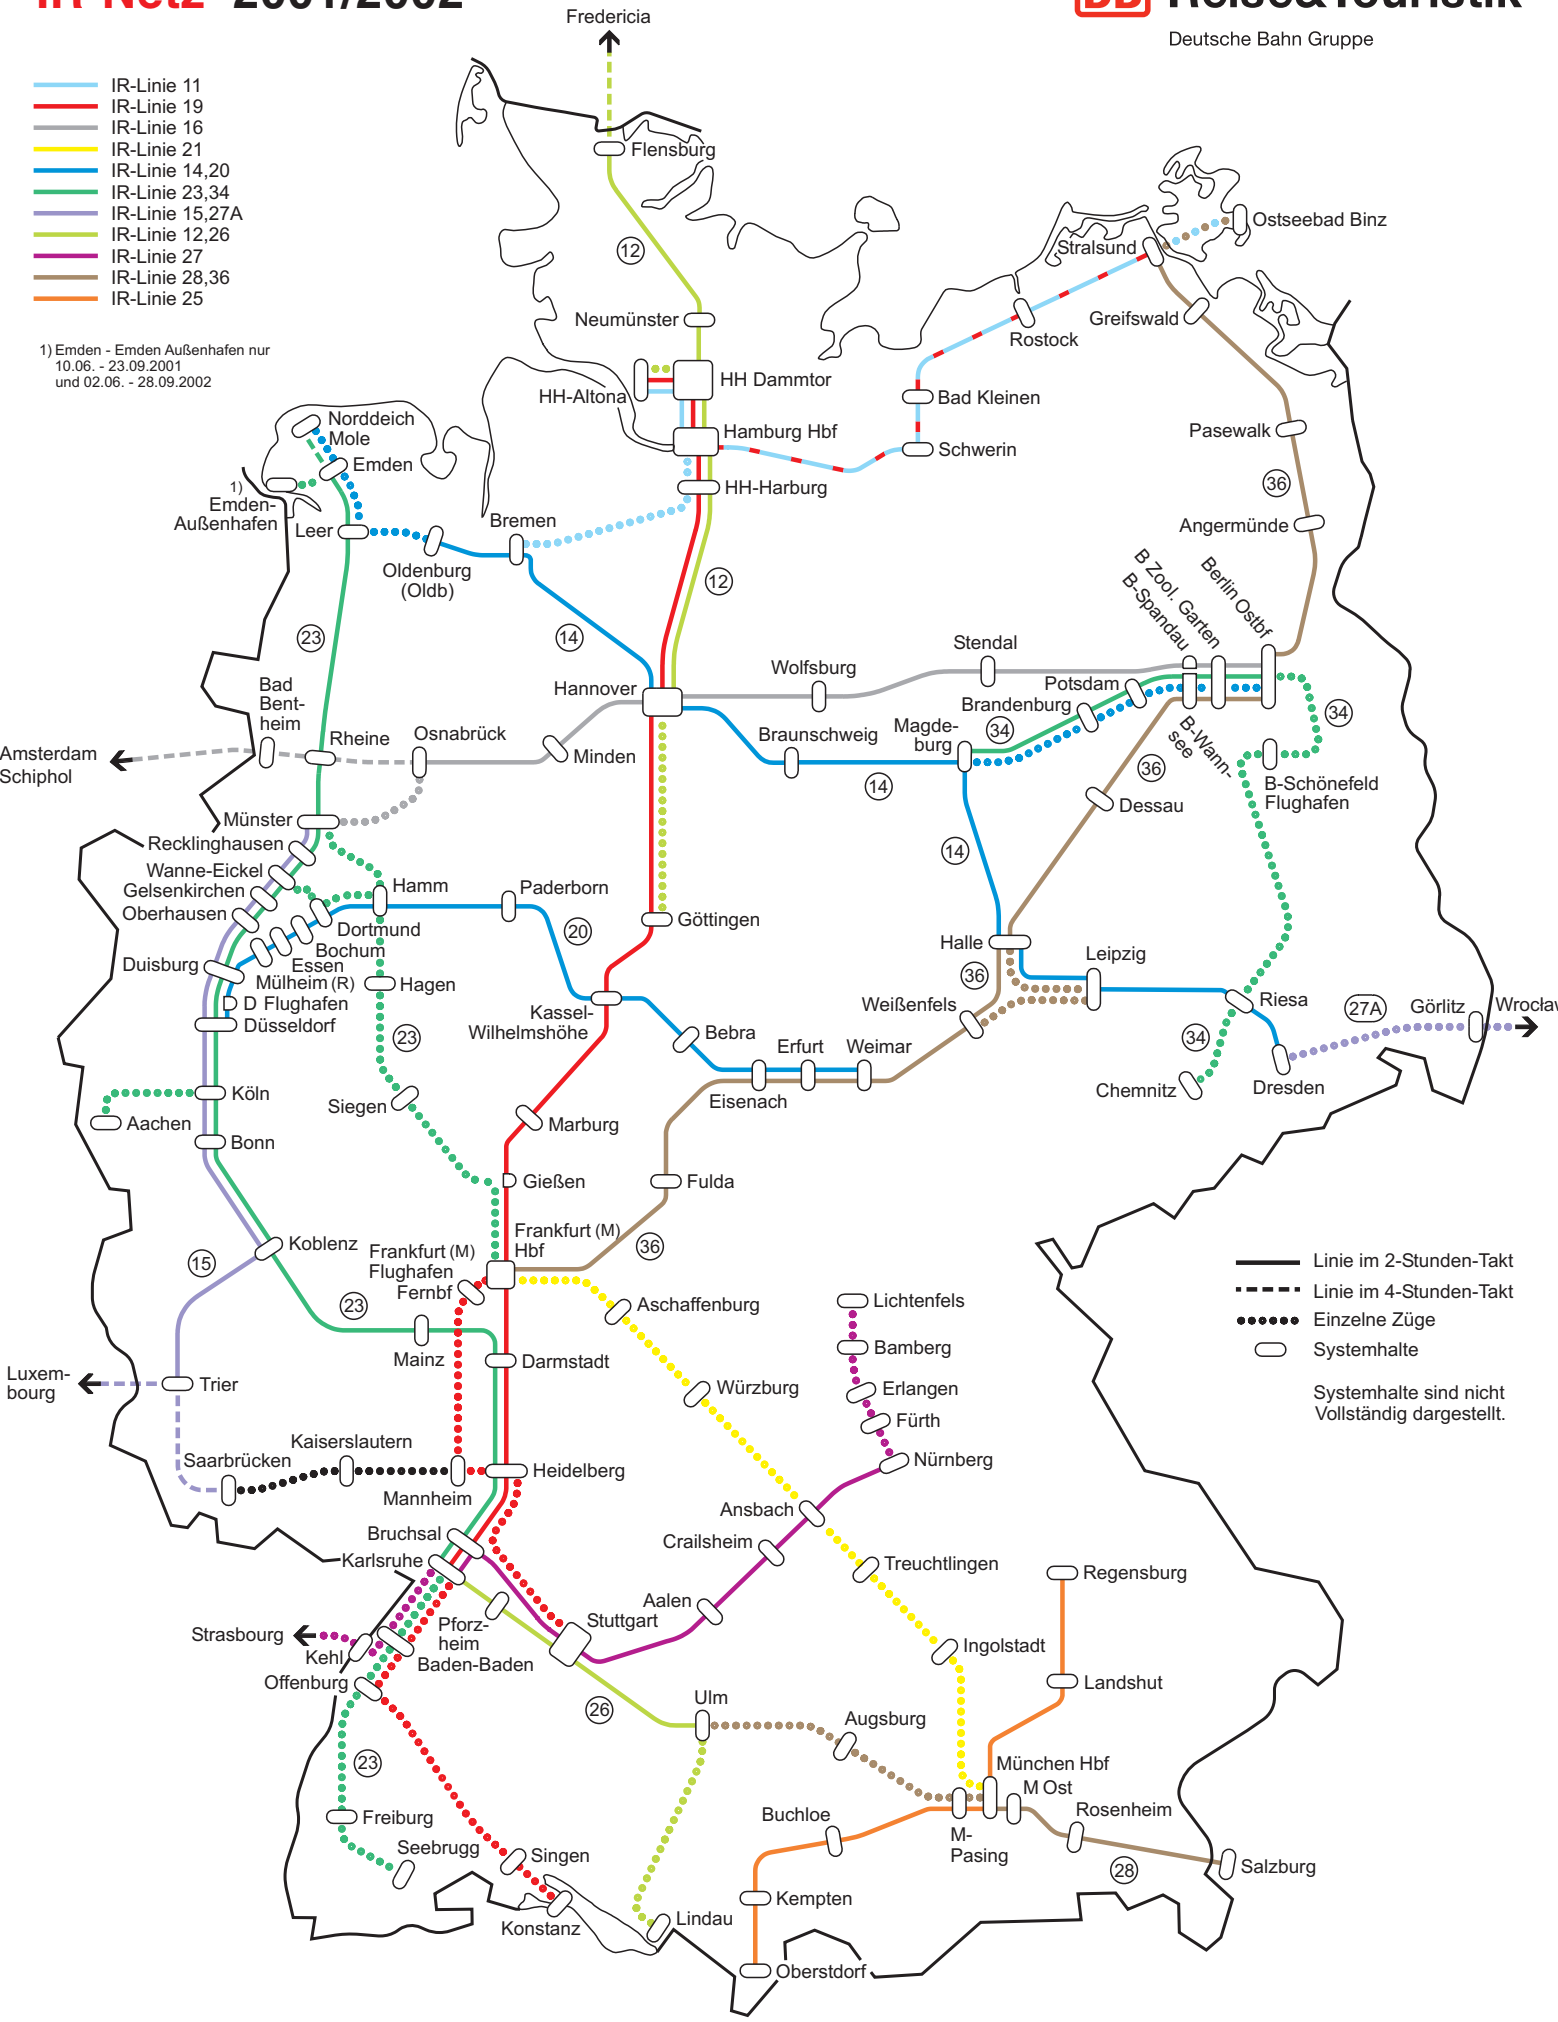 IR-Netz 2001/2002
DB Reise&Touristik
Deutsche Bahn Gruppe
IR-Linie 11
IR-Linie 19
IR-Linie 16
IR-Linie 21
IR-Linie 14,20
IR-Linie 23,34
IR-Linie 15,27A
IR-Linie 12,26
IR-Linie 27
IR-Linie 28,36
IR-Linie 25
1) Emden - Emden Außenhafen nur
10.06. - 23.09.2001
und 02.06. - 28.09.2002
Fredericia
Flensburg
12
Neumünster
HH Dammtor
HH-Altona
Hamburg Hbf
HH-Harburg
Ostseebad Binz
Stralsund
Greifswald
Rostock
Bad Kleinen
Schwerin
Pasewalk
36
Angermünde
Norddeich
Mole
Emden
1)
Emden-
Außenhafen
Leer
Bremen
Oldenburg
(Oldb)
12
14
23
B Zool. Garten
B-Spandau
Berlin Ostbf
Stendal
Wolfsburg
Hannover
Potsdam
Brandenburg
34
Magde-
burg
34
B-Wann-
see
B-Schönefeld
Flughafen
Bad
Bent-
heim
Amsterdam
Schiphol
Rheine
Osnabrück
Minden
Braunschweig
14
36
Dessau
14
Münster
Recklinghausen
Wanne-Eickel
Gelsenkirchen
Oberhausen
Hamm
Paderborn
Dortmund
Bochum
Essen
Mülheim (R)
Duisburg
D Flughafen
Düsseldorf
Hagen
20
Göttingen
Kassel-
Wilhelmshöhe
Bebra
Halle
36
Leipzig
Weißenfels
Riesa
34
27A
Görlitz
Wrocław
Dresden
Chemnitz
Erfurt
Weimar
Eisenach
23
Köln
Aachen
Bonn
Siegen
Marburg
Gießen
Fulda
36
Frankfurt (M)
Hbf
Frankfurt (M)
Flughafen
Fernbf
Koblenz
15
23
Mainz
Darmstadt
Aschaffenburg
Würzburg
Lichtenfels
Bamberg
Erlangen
Fürth
Nürnberg
Linie im 2-Stunden-Takt
Linie im 4-Stunden-Takt
Einzelne Züge
Systemhalte
Systemhalte sind nicht
Vollständig dargestellt.
Luxem-
bourg
Trier
Saarbrücken
Kaiserslautern
Mannheim
Heidelberg
Bruchsal
Karlsruhe
Ansbach
Crailsheim
Aalen
Treuchtlingen
Regensburg
Pforz-
heim
Stuttgart
Strasbourg
Kehl
Baden-Baden
Offenburg
Ingolstadt
Landshut
26
Ulm
Augsburg
23
Freiburg
Seebrugg
Singen
Konstanz
Lindau
München Hbf
M Ost
Buchloe
M-
Pasing
Rosenheim
28
Salzburg
Kempten
Oberstdorf